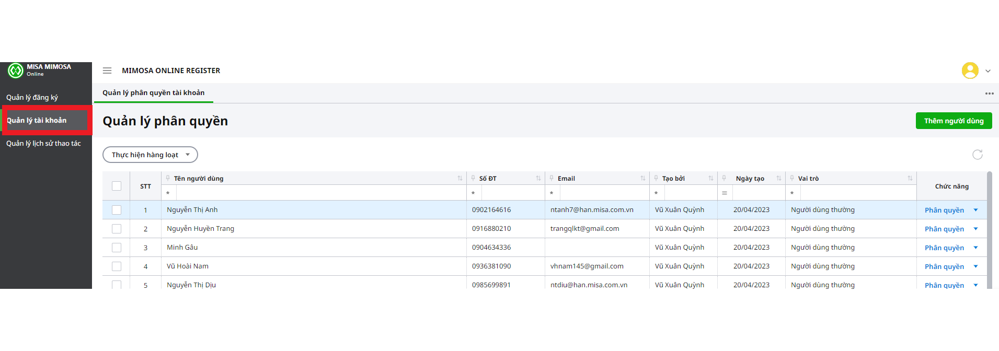 MISA MIMOSA
Online
MIMOSA ONLINE REGISTER
Quản lý đăng ký
Quản lý tài khoản
Quản lý lịch sử thao tác
Quản lý phân quyền tài khoản
Quản lý phân quyền
Thêm người dùng
Thực hiện hàng loạt
STT Tên người dùng Số ĐT Email Tạo bởi Ngày tạo Vai trò Chức năng
* * * * = *
1 Nguyễn Thị Anh 0902164616 ntanh7@han.misa.com.vn Vũ Xuân Quỳnh 20/04/2023 Người dùng thường Phân quyền
2 Nguyễn Huyền Trang 0916880210 trangqlkt@gmail.com Vũ Xuân Quỳnh 20/04/2023 Người dùng thường Phân quyền
3 Minh Gâu 0904634336 Vũ Xuân Quỳnh 20/04/2023 Người dùng thường Phân quyền
4 Vũ Hoài Nam 0936381090 vhnam145@gmail.com Vũ Xuân Quỳnh 20/04/2023 Người dùng thường Phân quyền
5 Nguyễn Thị Dịu 0985699891 ntdiu@han.misa.com.vn Vũ Xuân Quỳnh 20/04/2023 Người dùng thường Phân quyền